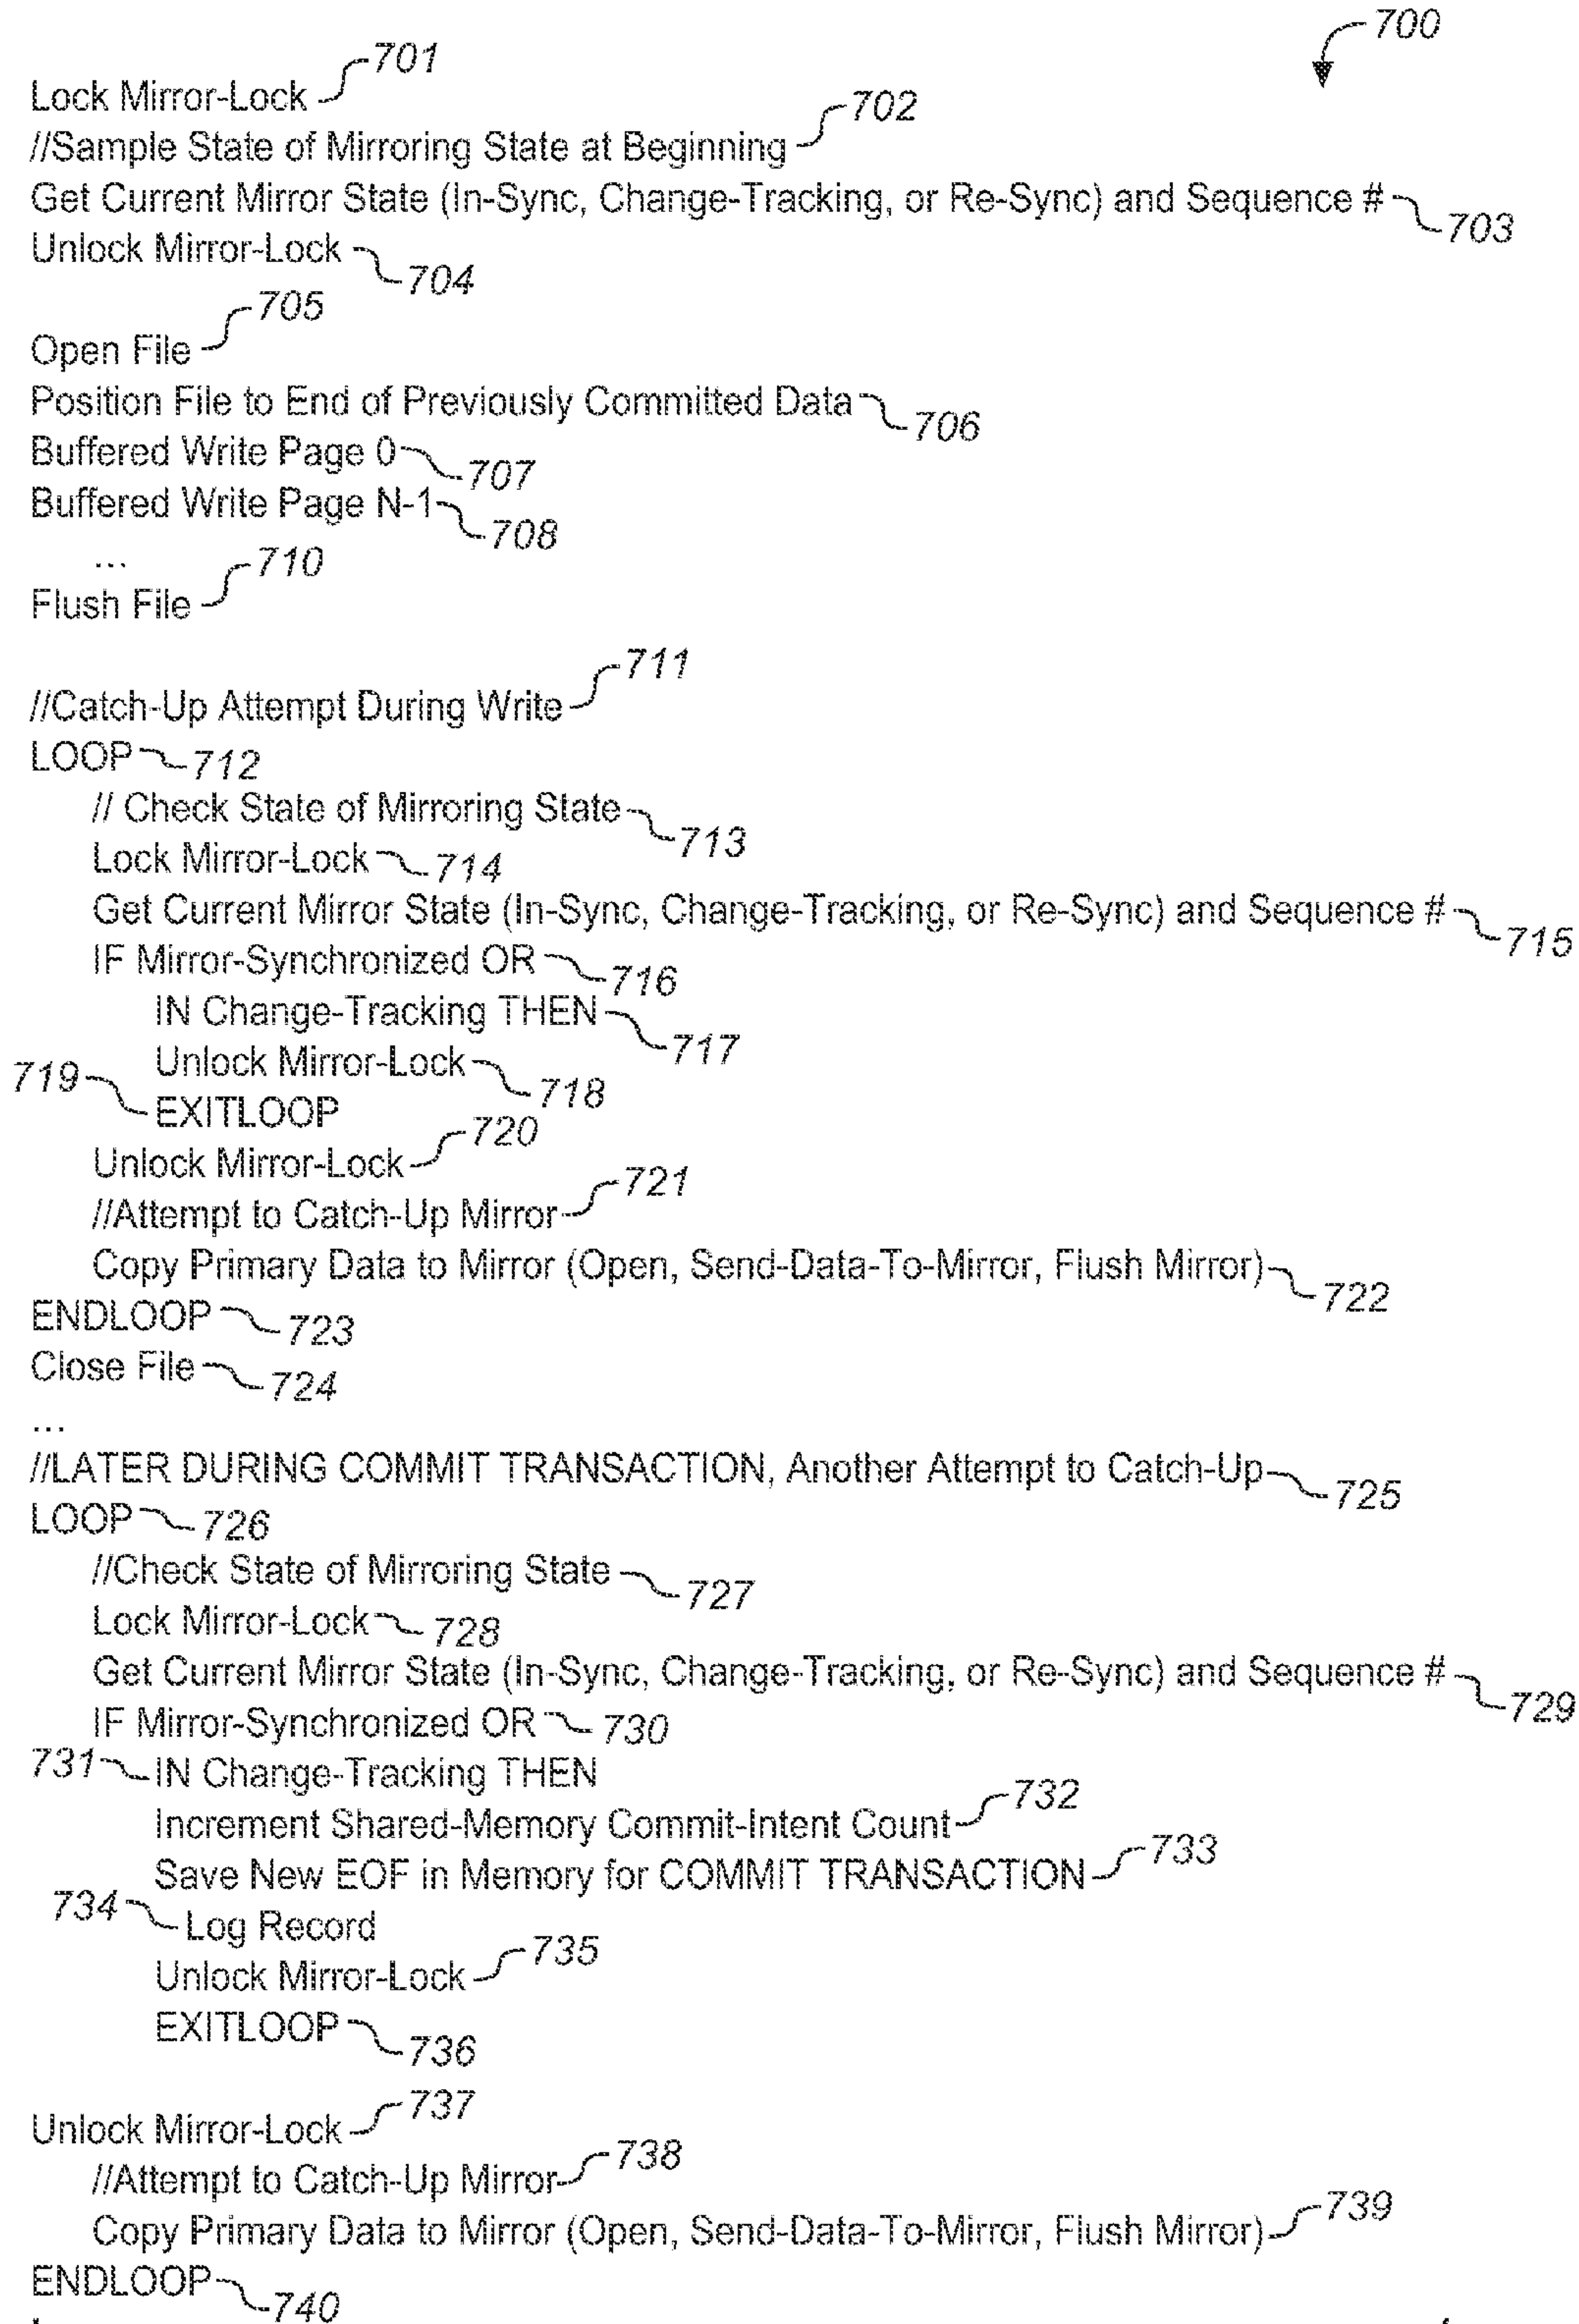 700
Lock Mirror-Lock 701
//Sample State of Mirroring State at Beginning 702
Get Current Mirror State (In-Sync, Change-Tracking, or Re-Sync) and Sequence # 703
Unlock Mirror-Lock 704
Open File 705
Position File to End of Previously Committed Data 706
Buffered Write Page 0 707
Buffered Write Page N-1 708
...
Flush File 710
//Catch-Up Attempt During Write 711
LOOP 712
// Check State of Mirroring State 713
Lock Mirror-Lock 714
Get Current Mirror State (In-Sync, Change-Tracking, or Re-Sync) and Sequence # 715
IF Mirror-Synchronized OR 716
IN Change-Tracking THEN 717
Unlock Mirror-Lock 718
719 EXITLOOP
Unlock Mirror-Lock 720
//Attempt to Catch-Up Mirror 721
Copy Primary Data to Mirror (Open, Send-Data-To-Mirror, Flush Mirror) 722
ENDLOOP 723
Close File 724
...
//LATER DURING COMMIT TRANSACTION, Another Attempt to Catch-Up 725
LOOP 726
//Check State of Mirroring State 727
Lock Mirror-Lock 728
Get Current Mirror State (In-Sync, Change-Tracking, or Re-Sync) and Sequence # 729
IF Mirror-Synchronized OR 730
731 IN Change-Tracking THEN
Increment Shared-Memory Commit-Intent Count 732
Save New EOF in Memory for COMMIT TRANSACTION 733
734 Log Record
Unlock Mirror-Lock 735
EXITLOOP 736
Unlock Mirror-Lock 737
//Attempt to Catch-Up Mirror 738
Copy Primary Data to Mirror (Open, Send-Data-To-Mirror, Flush Mirror) 739
ENDLOOP 740